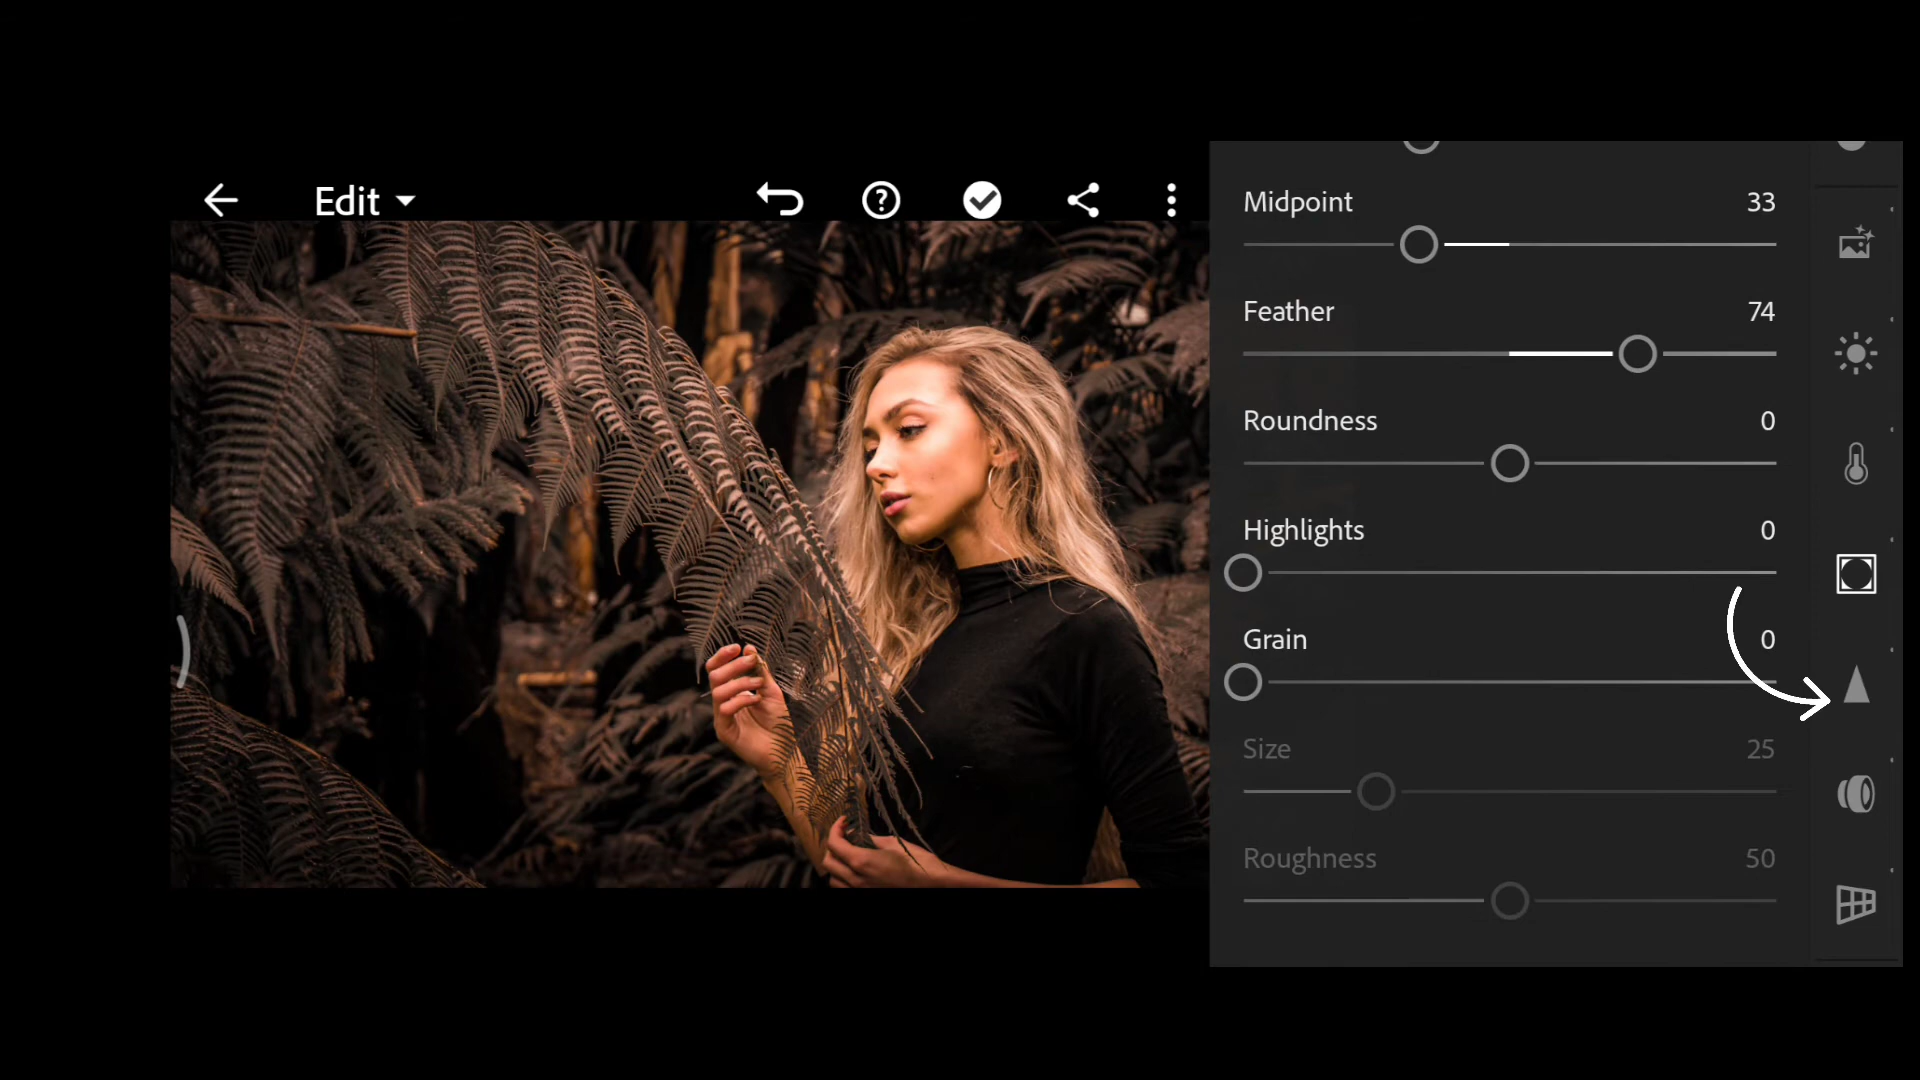 Edit
Midpoint 33
Feather 74
Roundness 0
Highlights 0
Grain 0
Size 25
Roughness 50